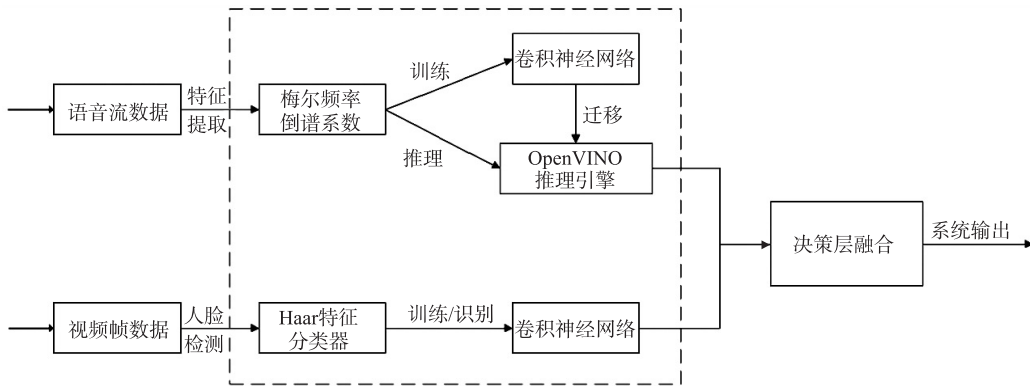 语音流数据
特征
提取
梅尔频率
倒谱系数
训练
推理
卷积神经网络
迁移
OpenVINO
推理引擎
决策层融合
系统输出
视频帧数据
人脸
检测
Haar特征
分类器
训练/识别
卷积神经网络